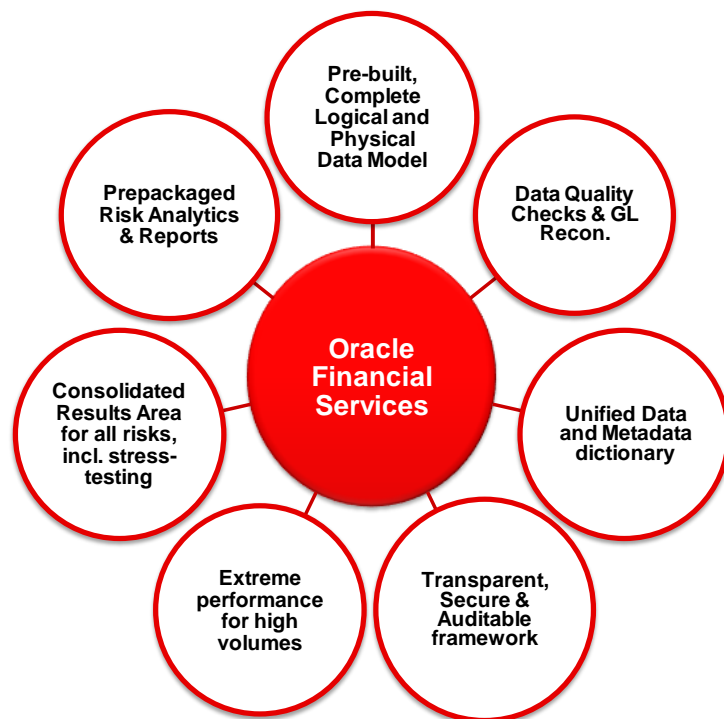 Pre-built,
Complete
Logical and
Physical
Data Model
Data Quality
Checks & GL
Recon.
Unified Data
and Metadata
dictionary
Transparent,
Secure &
Auditable
framework
Extreme
performance
for high
volumes
Consolidated
Results Area
for all risks,
incl. stress-
testing
Prepackaged
Risk Analytics
& Reports
Oracle
Financial
Services